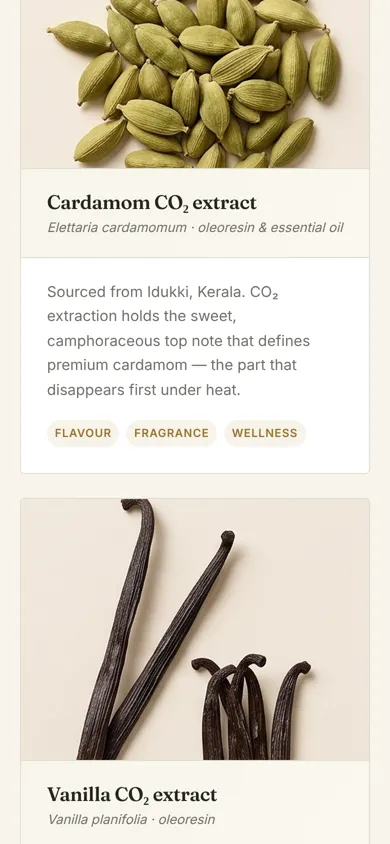 Cardamom CO₂ extract
Elettaria cardamomum · oleoresin & essential oil
Sourced from Idukki, Kerala. CO₂
extraction holds the sweet,
camphoraceous top note that defines
premium cardamom — the part that
disappears first under heat.
FLAVOUR FRAGRANCE WELLNESS
Vanilla CO₂ extract
Vanilla planifolia · oleoresin